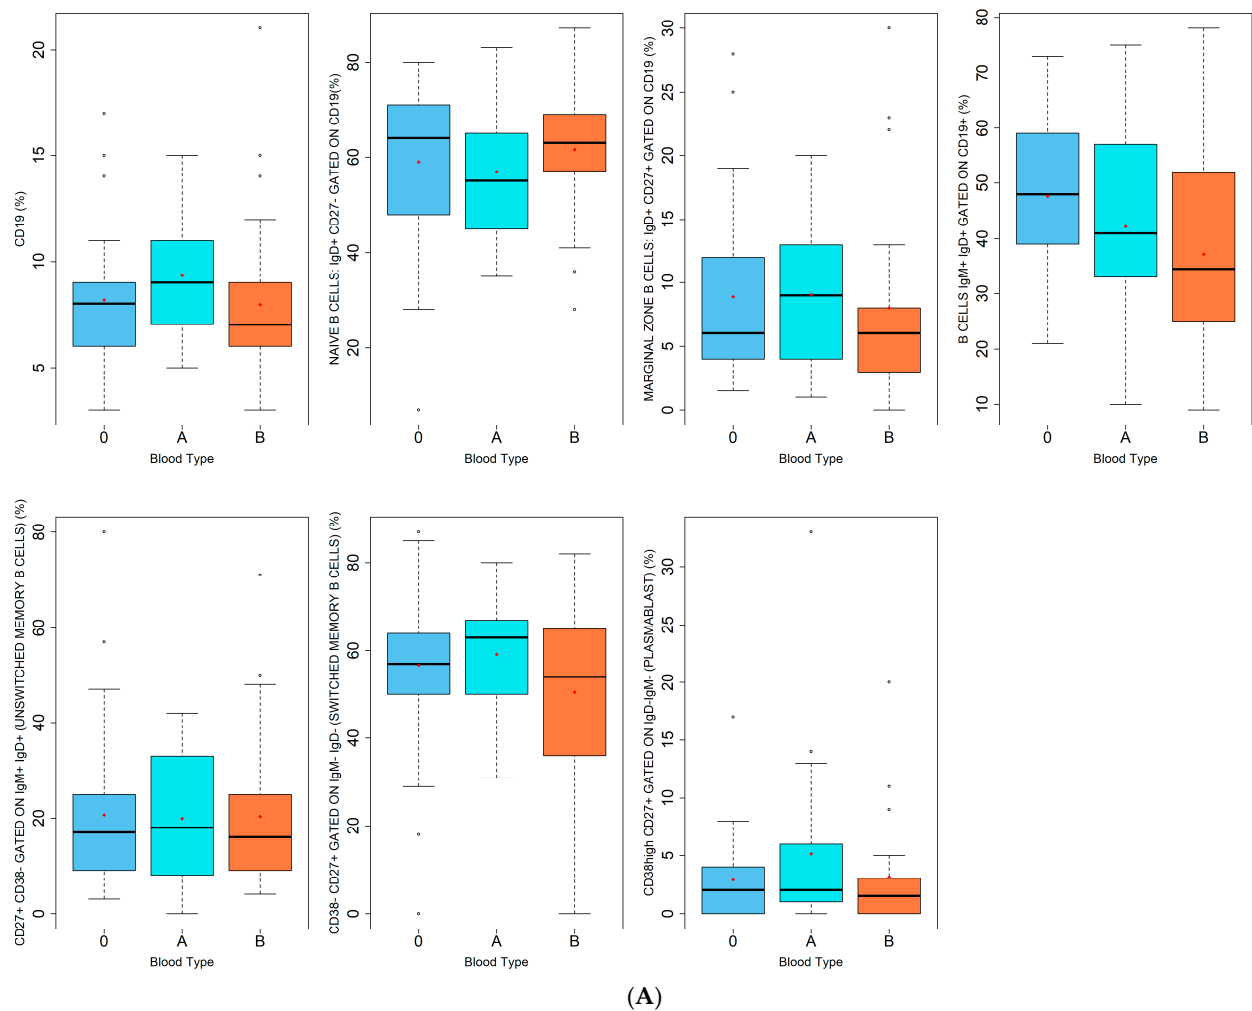 CD19 (%)
20
15
10
5
0 A B
Blood Type
NAIVE B CELLS: IgD+ CD27- GATED ON CD19(%)
80
60
40
20
0 A B
Blood Type
MARGINAL ZONE B CELLS: IgD+ CD27+ GATED ON CD19 (%)
30
25
20
15
10
5
0
0 A B
Blood Type
B CELLS IgM+ IgD+ GATED ON CD19+ (%)
80
70
60
50
40
30
20
10
0 A B
Blood Type
CD27+ CD38- GATED ON IgM+ IgD+ (UNSWITCHED MEMORY B CELLS) (%)
80
60
40
20
0
0 A B
Blood Type
CD38- CD27+ GATED ON IgM- IgD- (SWITCHED MEMORY B CELLS) (%)
80
60
40
20
0
0 A B
Blood Type
CD38high CD27+ GATED ON IgD-IgM- (PLASMABLAST) (%)
30
25
20
15
10
5
0
0 A B
Blood Type
(A)